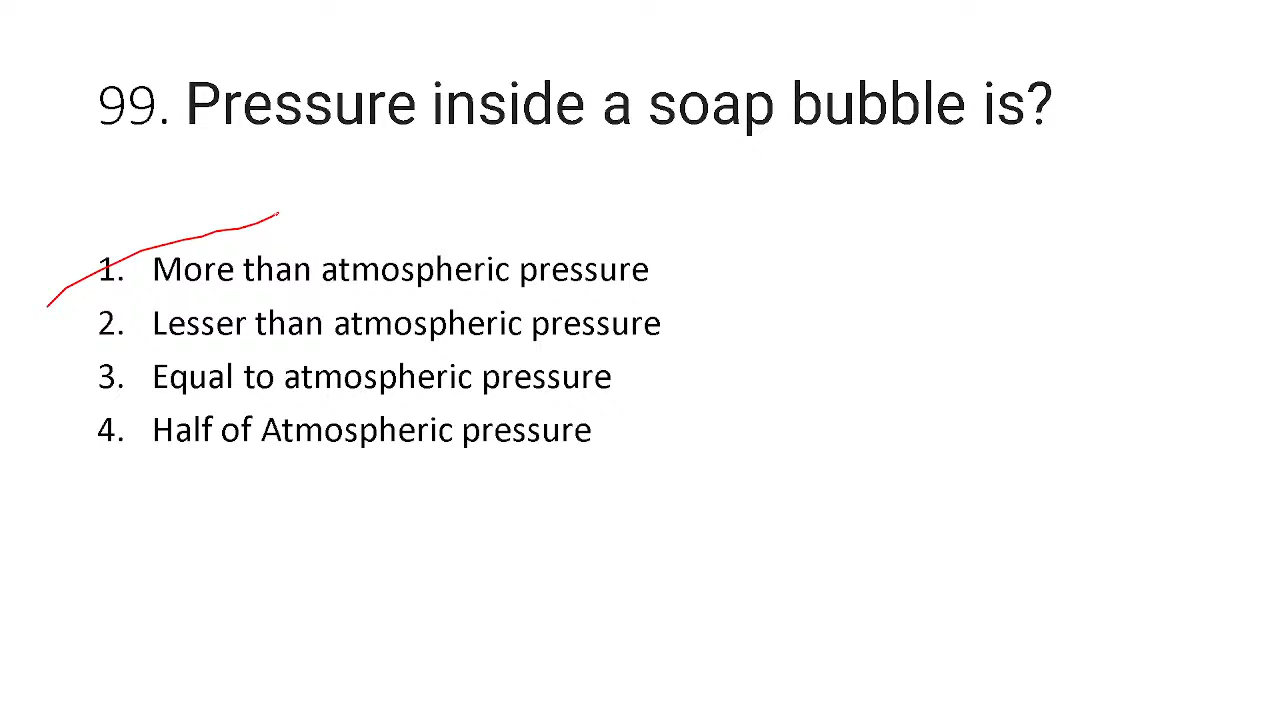 99. Pressure inside a soap bubble is?
1. More than atmospheric pressure
2. Lesser than atmospheric pressure
3. Equal to atmospheric pressure
4. Half of Atmospheric pressure